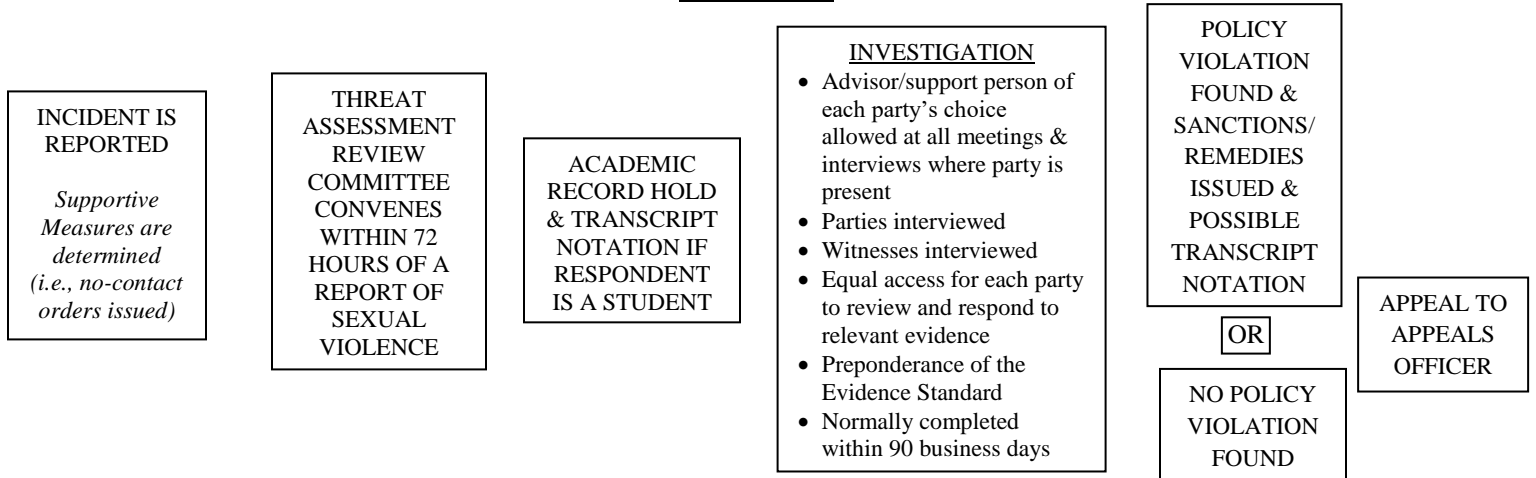 INCIDENT IS
REPORTED
Supportive
Measures are
determined
(i.e., no-contact
orders issued)
THREAT
ASSESSMENT
REVIEW
COMMITTEE
CONVENES
WITHIN 72
HOURS OF A
REPORT OF
SEXUAL
VIOLENCE
ACADEMIC
RECORD HOLD
& TRANSCRIPT
NOTATION IF
RESPONDENT
IS A STUDENT
INVESTIGATION
• Advisor/support person of
each party’s choice
allowed at all meetings &
interviews where party is
present
• Parties interviewed
• Witnesses interviewed
• Equal access for each party
to review and respond to
relevant evidence
• Preponderance of the
Evidence Standard
• Normally completed
within 90 business days
POLICY
VIOLATION
FOUND &
SANCTIONS/
REMEDIES
ISSUED &
POSSIBLE
TRANSCRIPT
NOTATION
OR
NO POLICY
VIOLATION
FOUND
APPEAL TO
APPEALS
OFFICER